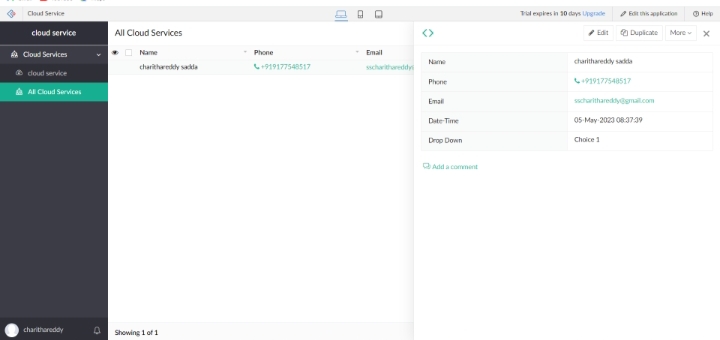 Cloud Service
Trial expires in 10 days Upgrade
Edit this application
Help
cloud service
Cloud Services
cloud service
All Cloud Services
charithareddy
All Cloud Services
Name Phone Email
charithareddy sadda +919177548517 sscharithareddy
Showing 1 of 1
Edit Duplicate More
Name charithareddy sadda
Phone +919177548517
Email sscharithareddy@gmail.com
Date-Time 05-May-2023 08:37:39
Drop Down Choice 1
Add a comment